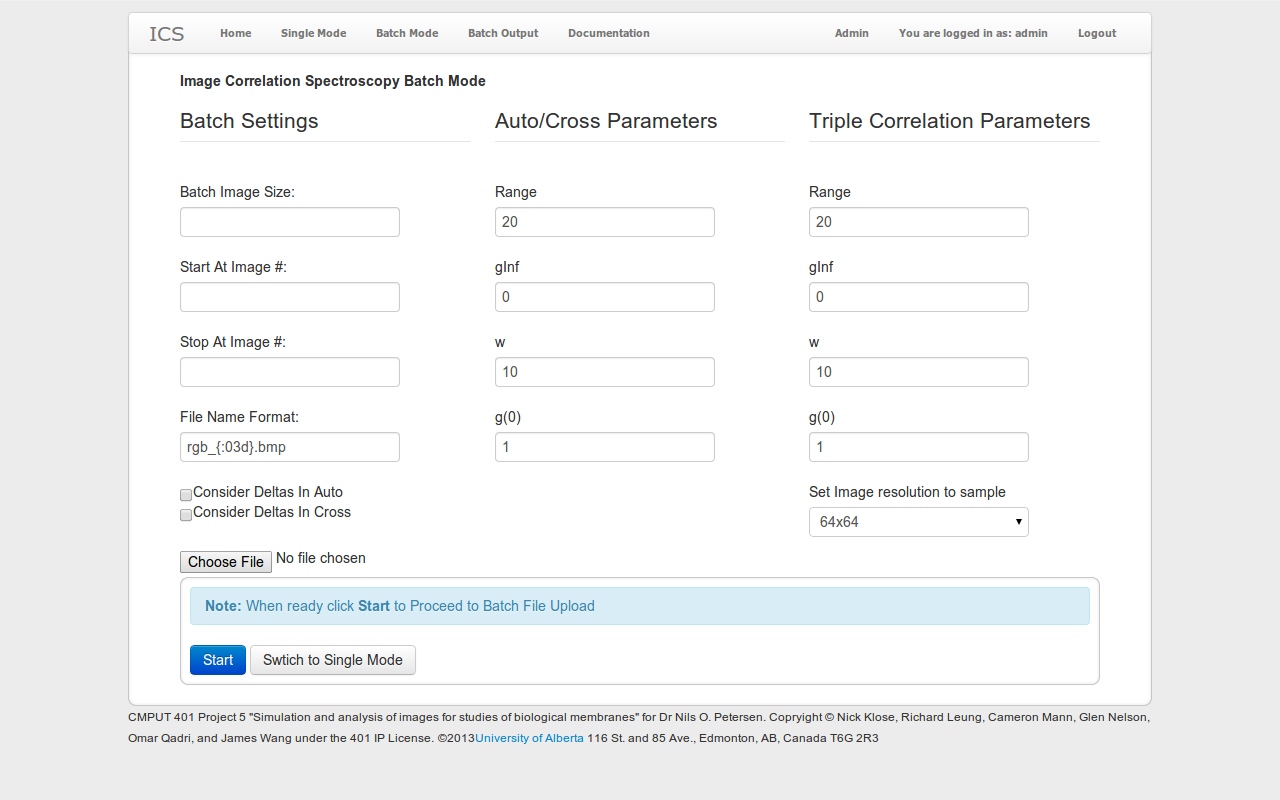 ICS Home Single Mode Batch Mode Batch Output Documentation Admin You are logged in as: admin Logout
Image Correlation Spectroscopy Batch Mode
Batch Settings
Batch Image Size:
Start At Image #:
Stop At Image #:
File Name Format:
rgb_{:03d}.bmp
Consider Deltas In Auto
Consider Deltas In Cross
Auto/Cross Parameters
Range
20
gInf
0
w
10
g(0)
1
Triple Correlation Parameters
Range
20
gInf
0
w
10
g(0)
1
Set Image resolution to sample
64x64
Choose File No file chosen
Note: When ready click Start to Proceed to Batch File Upload
Start Swtich to Single Mode
CMPUT 401 Project 5 "Simulation and analysis of images for studies of biological membranes" for Dr Nils O. Petersen. Copryight © Nick Klose, Richard Leung, Cameron Mann, Glen Nelson,
Omar Qadri, and James Wang under the 401 IP License. ©2013University of Alberta 116 St. and 85 Ave., Edmonton, AB, Canada T6G 2R3